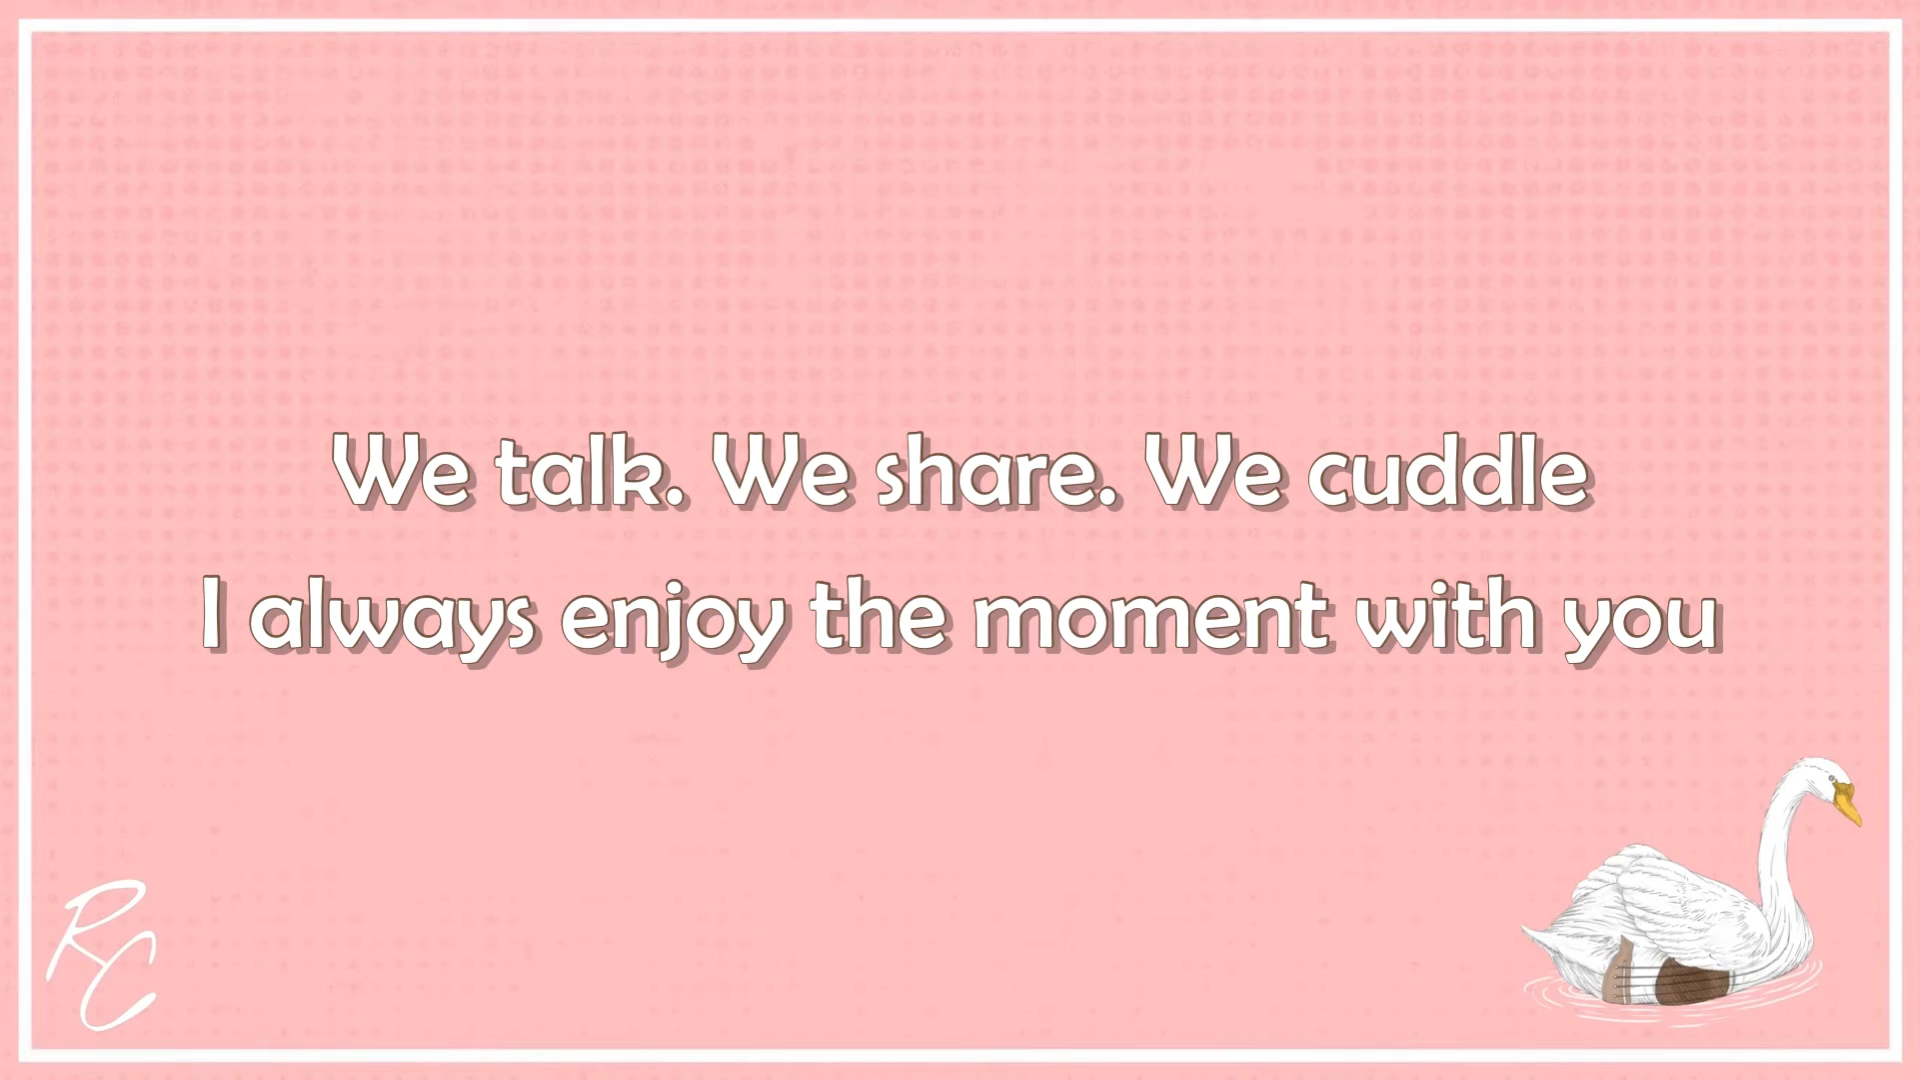 We talk. We share. We cuddle
I always enjoy the moment with you
RC